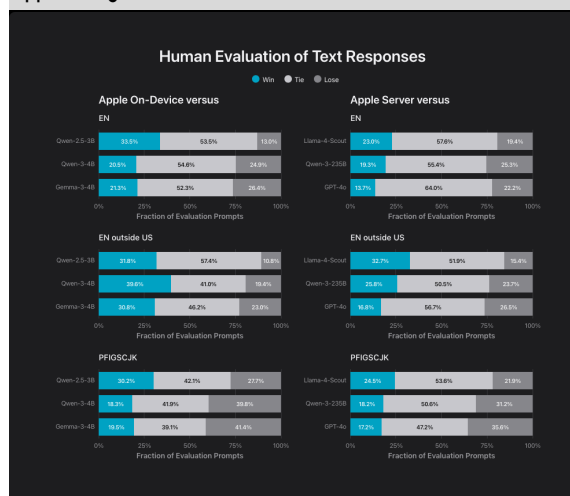 Human Evaluation of Text Responses
Win Tie Lose
Apple On-Device versus
EN
Qwen-2.5-3B 33.5% 53.5% 13.0%
Qwen-3-4B 20.5% 54.6% 24.9%
Gemma-3-4B 21.3% 52.3% 26.4%
0% 25% 50% 75% 100%
Fraction of Evaluation Prompts
EN outside US
Qwen-2.5-3B 31.8% 57.4% 10.8%
Qwen-3-4B 39.6% 41.0% 19.4%
Gemma-3-4B 30.8% 46.2% 23.0%
0% 25% 50% 75% 100%
Fraction of Evaluation Prompts
PFIGSCJK
Qwen-2.5-3B 30.2% 42.1% 27.7%
Qwen-3-4B 18.3% 41.9% 39.8%
Gemma-3-4B 19.5% 39.1% 41.4%
0% 25% 50% 75% 100%
Fraction of Evaluation Prompts
Apple Server versus
EN
Llama-4-Scout 23.0% 57.6% 19.4%
Qwen-3-235B 19.3% 55.4% 25.3%
GPT-4o 13.7% 64.0% 22.2%
0% 25% 50% 75% 100%
Fraction of Evaluation Prompts
EN outside US
Llama-4-Scout 32.7% 51.9% 15.4%
Qwen-3-235B 25.8% 50.5% 23.7%
GPT-4o 16.8% 56.7% 26.5%
0% 25% 50% 75% 100%
Fraction of Evaluation Prompts
PFIGSCJK
Llama-4-Scout 24.5% 53.6% 21.9%
Qwen-3-235B 18.2% 50.6% 31.2%
GPT-4o 17.2% 47.2% 35.6%
0% 25% 50% 75% 100%
Fraction of Evaluation Prompts